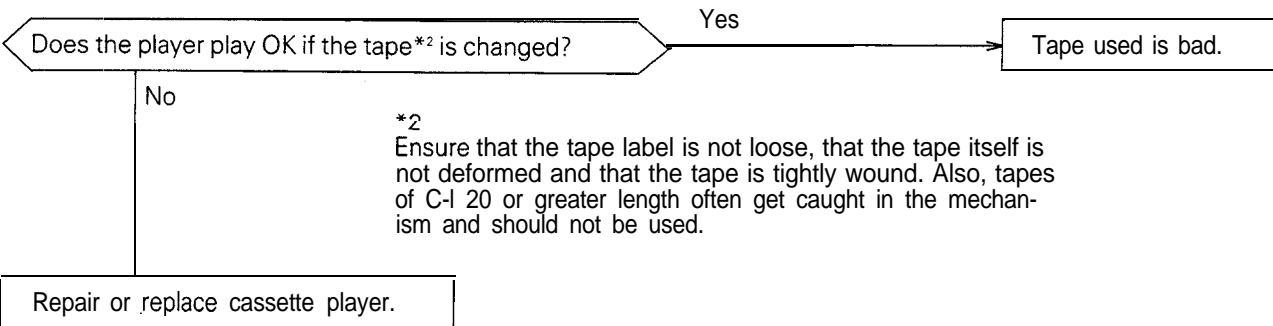 Yes
Does the player play OK if the tape*2 is changed?
Tape used is bad.
No
*2
Ensure that the tape label is not loose, that the tape itself is
not deformed and that the tape is tightly wound. Also, tapes
of C-l 20 or greater length often get caught in the mechan-
ism and should not be used.
Repair or replace cassette player.